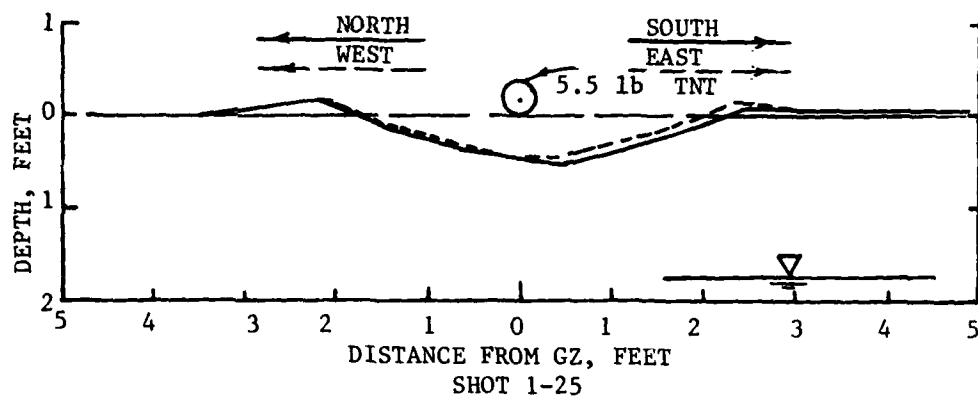 1
NORTH
SOUTH
WEST
EAST
5.5 lb TNT
0
1
2
DEPTH, FEET
5 4 3 2 1 0 1 2 3 4 5
DISTANCE FROM GZ, FEET
SHOT 1-25